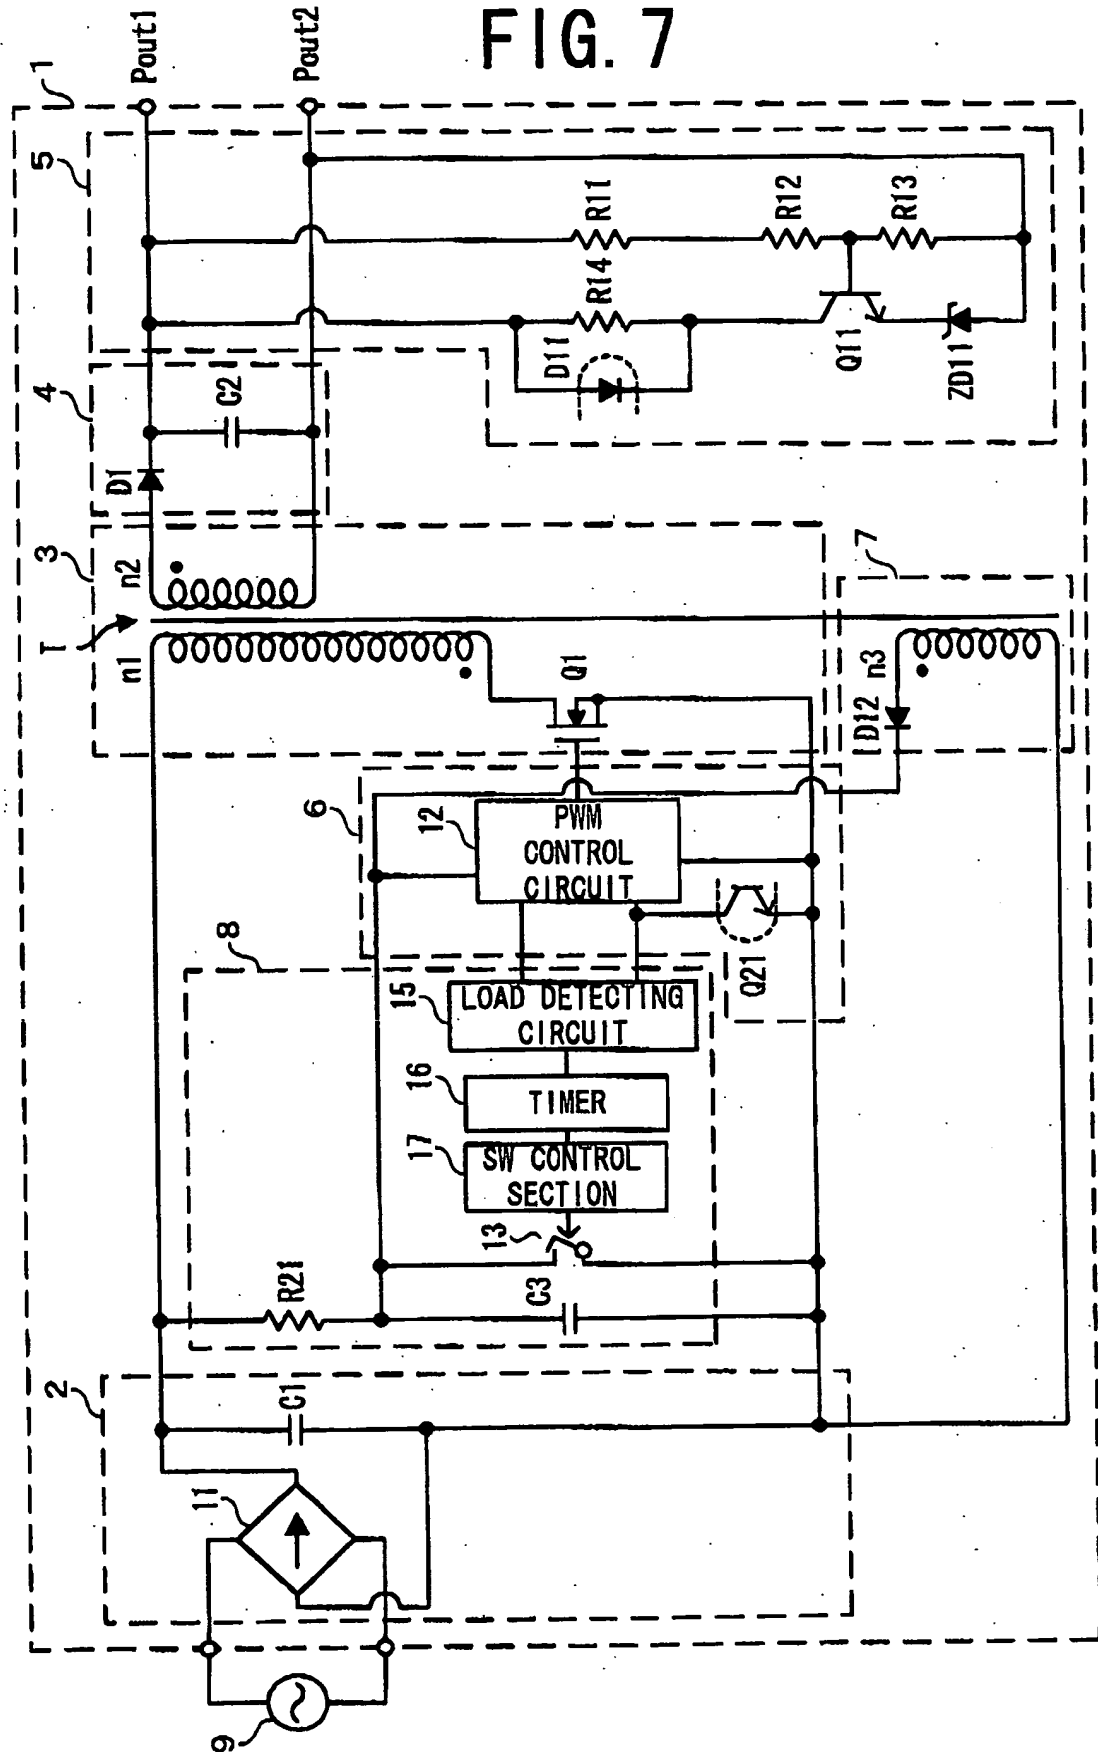 FIG. 7
Pout1
Pout2
1
5
R11
R12
R13
R14
D11
Q11
ZD11
4
C2
D1
3
n2
T
n1
Q1
7
n3
D12
6
12
PWM
CONTROL
CIRCUIT
Q21
8
15
LOAD DETECTING
CIRCUIT
16
TIMER
17
SW CONTROL
SECTION
13
R21
C3
2
C1
11
9